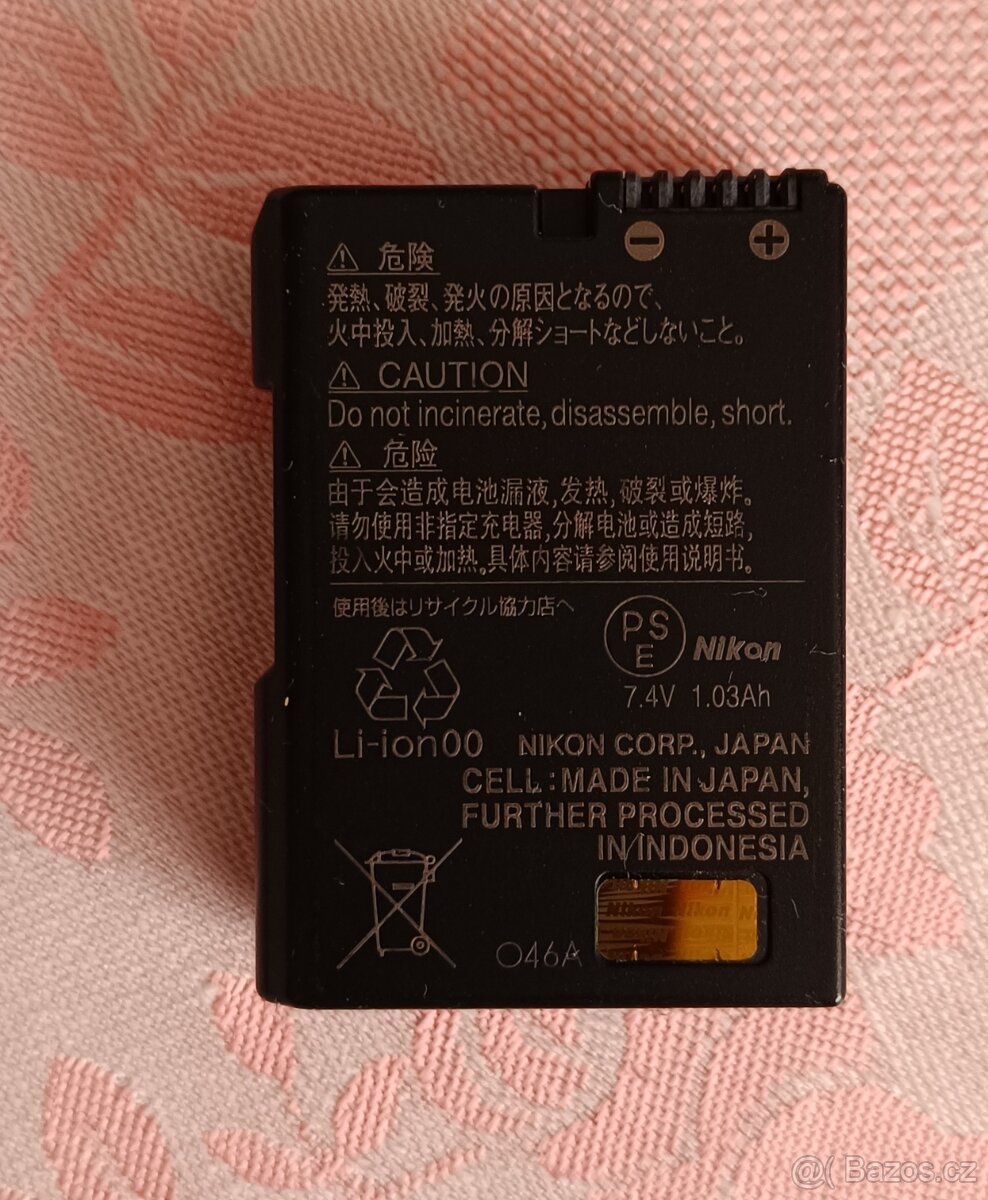 ⚠ 危険
発熱、破裂、発火の原因となるので、
火中投入、加熱、分解ショートなどしないこと。
⚠ CAUTION
Do not incinerate, disassemble, short.
⚠ 危险
由于会造成电池漏液,发热,破裂或爆炸。
请勿使用非指定充电器,分解电池或造成短路,
投入火中或加热。具体内容请参阅使用说明书。
使用後はリサイクル協力店へ
PS
E
Nikon
7.4V 1.03Ah
Li-ion00
NIKON CORP., JAPAN
CELL:MADE IN JAPAN,
FURTHER PROCESSED
IN INDONESIA
046A
Nikon Nikon
@( Bazos.cz